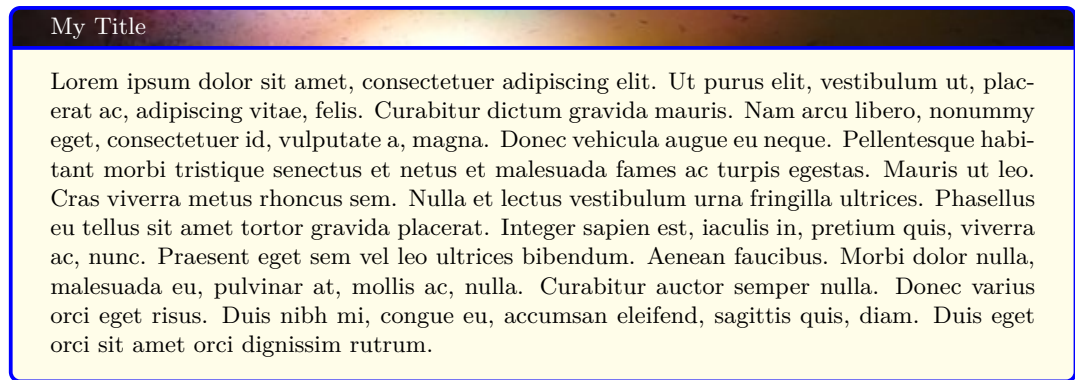 My Title
Lorem ipsum dolor sit amet, consectetuer adipiscing elit. Ut purus elit, vestibulum ut, plac-
erat ac, adipiscing vitae, felis. Curabitur dictum gravida mauris. Nam arcu libero, nonummy
eget, consectetuer id, vulputate a, magna. Donec vehicula augue eu neque. Pellentesque habi-
tant morbi tristique senectus et netus et malesuada fames ac turpis egestas. Mauris ut leo.
Cras viverra metus rhoncus sem. Nulla et lectus vestibulum urna fringilla ultrices. Phasellus
eu tellus sit amet tortor gravida placerat. Integer sapien est, iaculis in, pretium quis, viverra
ac, nunc. Praesent eget sem vel leo ultrices bibendum. Aenean faucibus. Morbi dolor nulla,
malesuada eu, pulvinar at, mollis ac, nulla. Curabitur auctor semper nulla. Donec varius
orci eget risus. Duis nibh mi, congue eu, accumsan eleifend, sagittis quis, diam. Duis eget
orci sit amet orci dignissim rutrum.